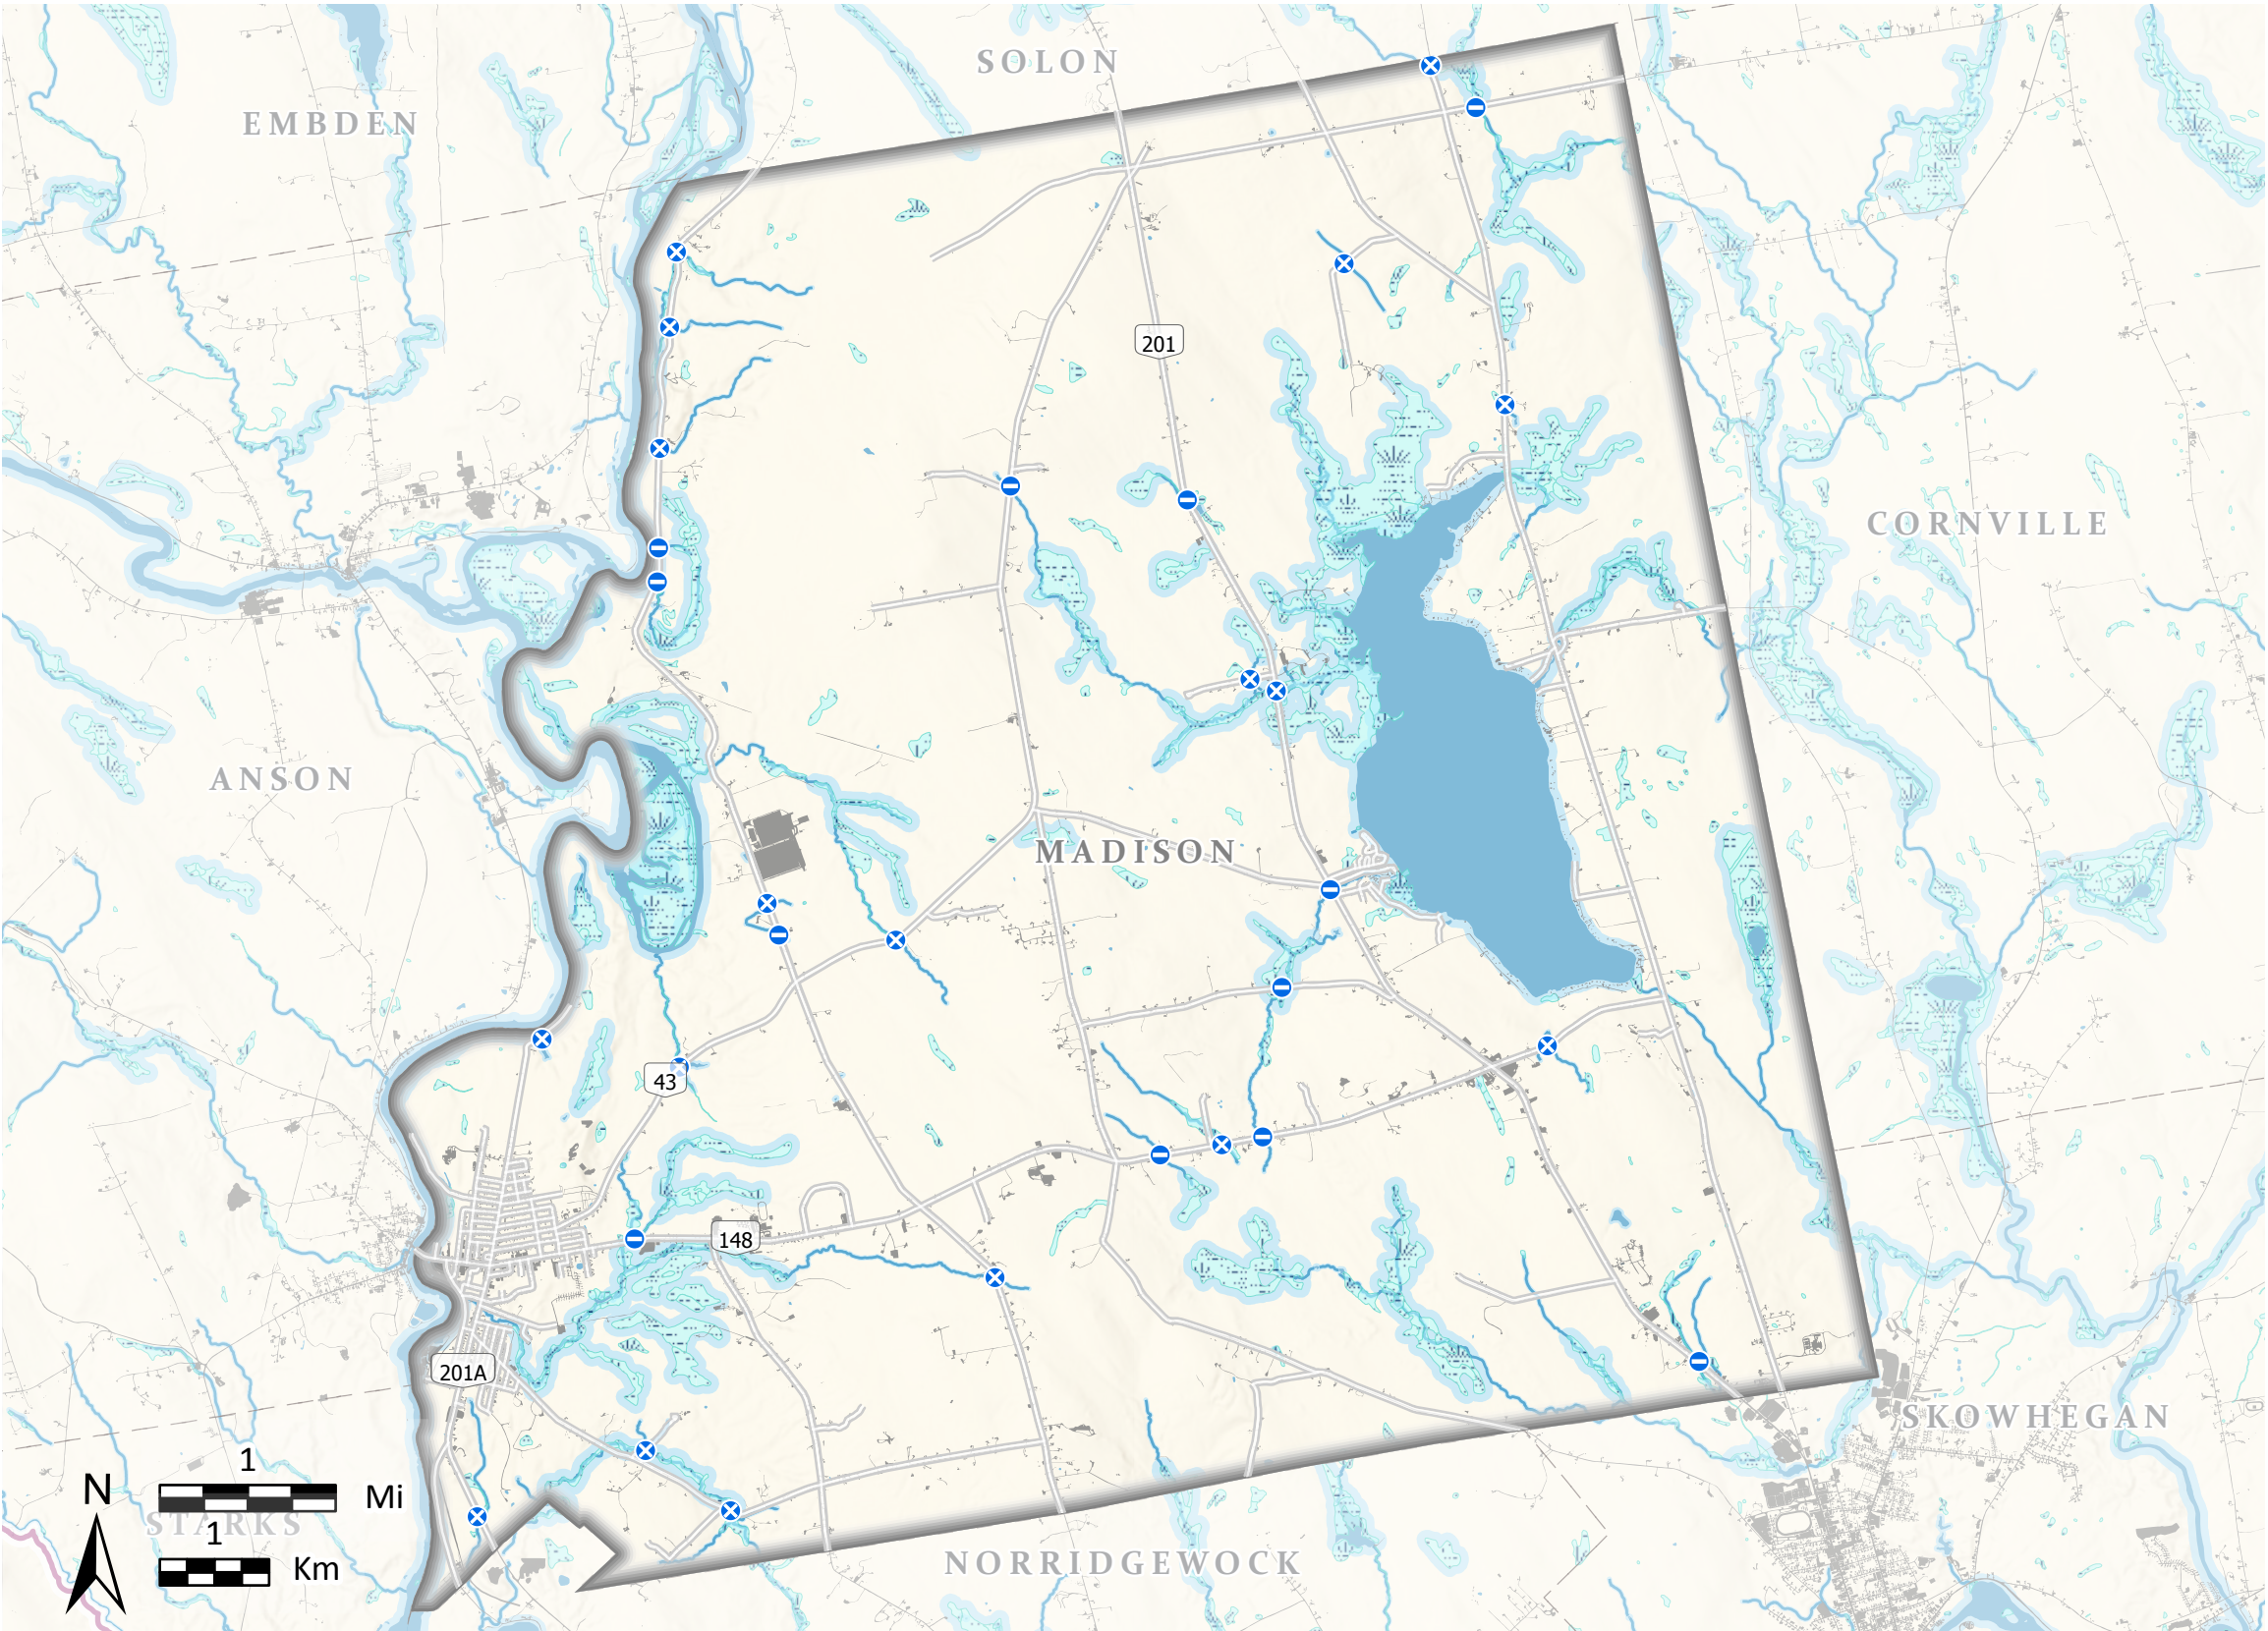 SOLON
EMBDEN
201
CORNVILLE
ANSON
MADISON
43
148
201A
SKOWHEGAN
1
N
Mi
STARKS
1
Km
NORRIDGEWOCK